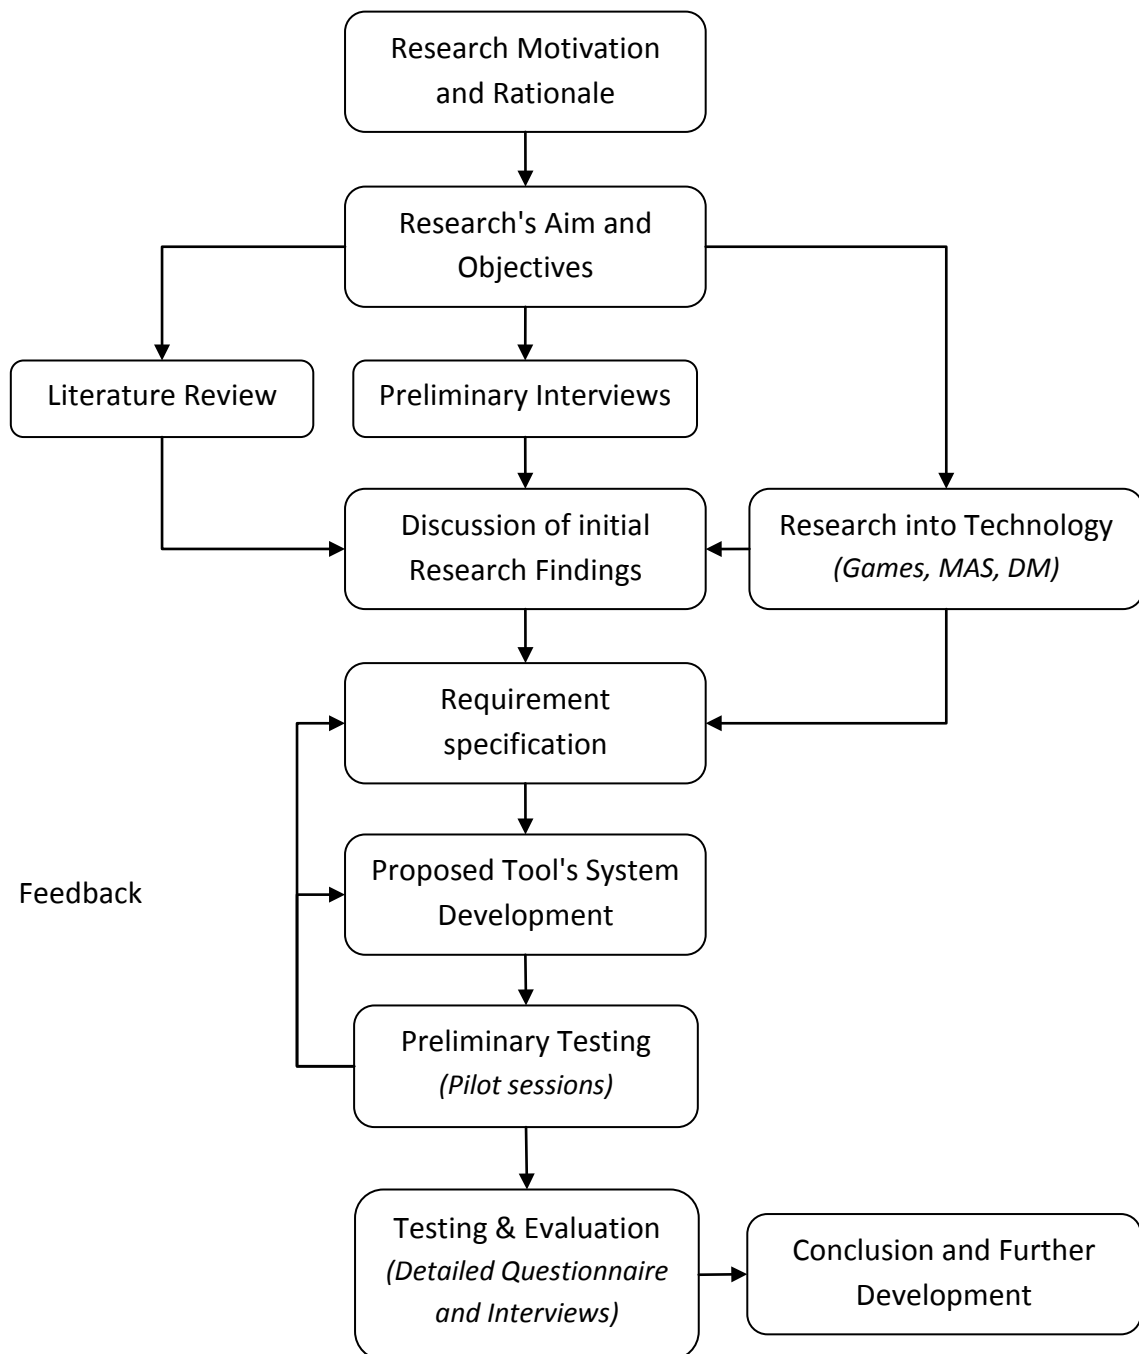 Research Motivation
and Rationale
Research's Aim and
Objectives
Literature Review
Preliminary Interviews
Discussion of initial
Research Findings
Research into Technology
(Games, MAS, DM)
Requirement
specification
Proposed Tool's System
Development
Feedback
Preliminary Testing
(Pilot sessions)
Testing & Evaluation
(Detailed Questionnaire
and Interviews)
Conclusion and Further
Development